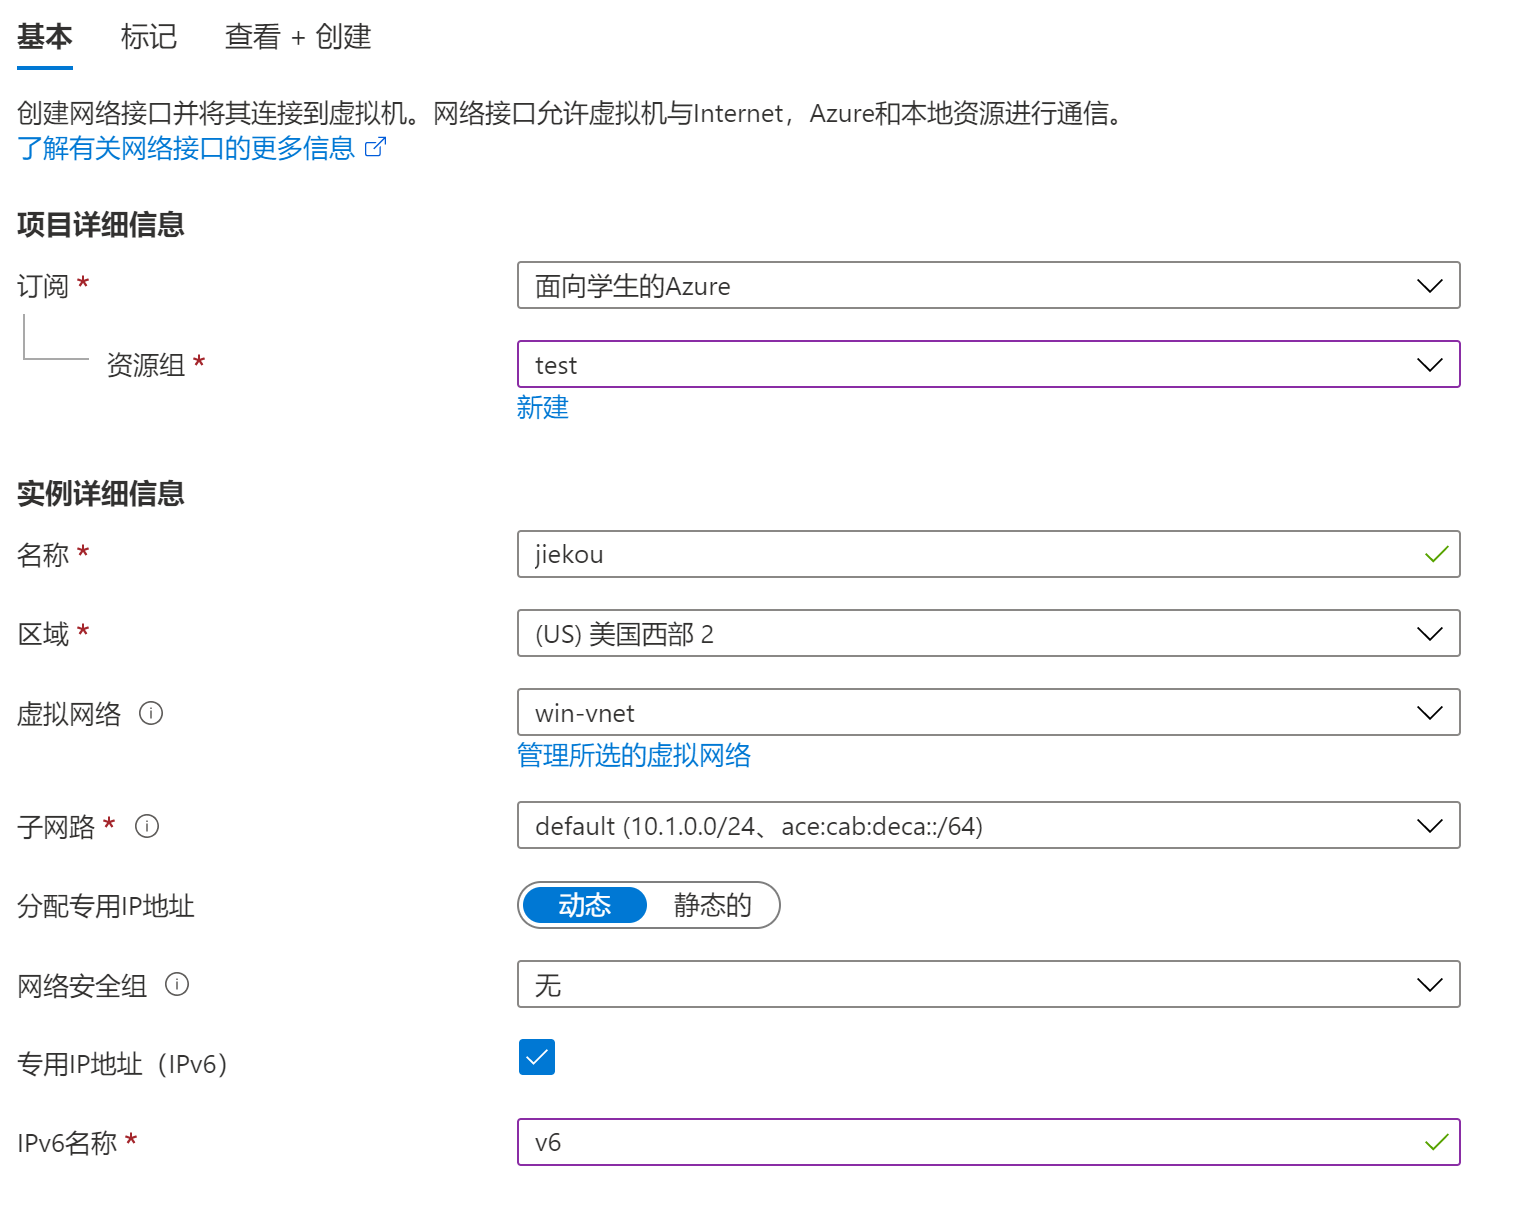 基本 标记 查看 + 创建
创建网络接口并将其连接到虚拟机。网络接口允许虚拟机与Internet，Azure和本地资源进行通信。
了解有关网络接口的更多信息
项目详细信息
订阅 * 面向学生的Azure
资源组 * test
新建
实例详细信息
名称 * jiekou
区域 * (US) 美国西部 2
虚拟网络 win-vnet
管理所选的虚拟网络
子网路 * default (10.1.0.0/24、ace:cab:deca::/64)
分配专用IP地址 动态 静态的
网络安全组 无
专用IP地址（IPv6）
IPv6名称 * v6